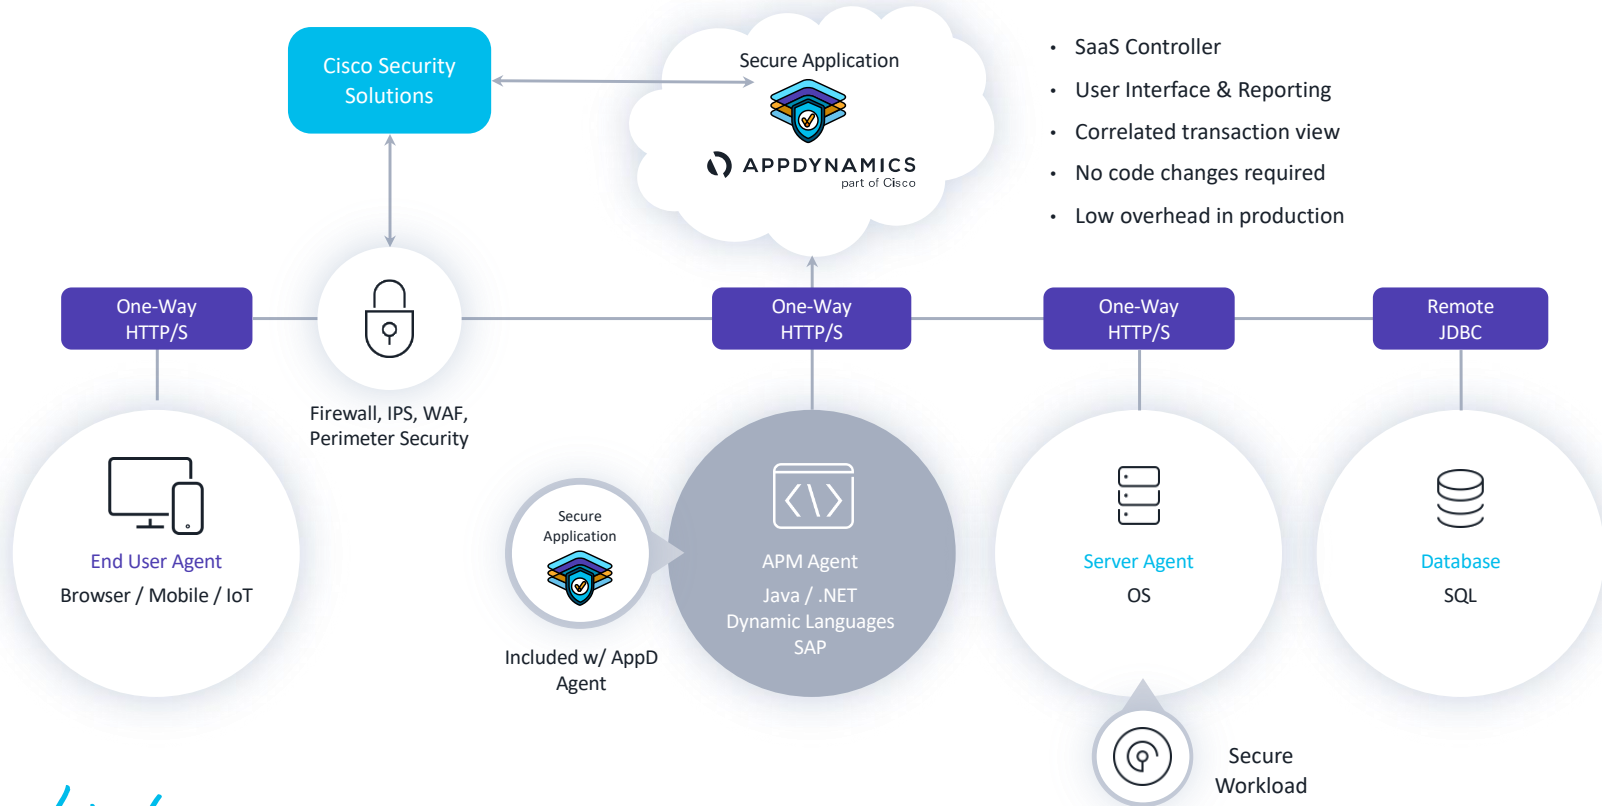 Cisco Security
Solutions
Secure Application
APPDYNAMICS
part of Cisco
• SaaS Controller
• User Interface & Reporting
• Correlated transaction view
• No code changes required
• Low overhead in production
One-Way
HTTP/S
One-Way
HTTP/S
One-Way
HTTP/S
Remote
JDBC
Firewall, IPS, WAF,
Perimeter Security
End User Agent
Browser / Mobile / IoT
Secure
Application
Included w/ AppD
Agent
APM Agent
Java / .NET
Dynamic Languages
SAP
Server Agent
OS
Database
SQL
Secure
Workload